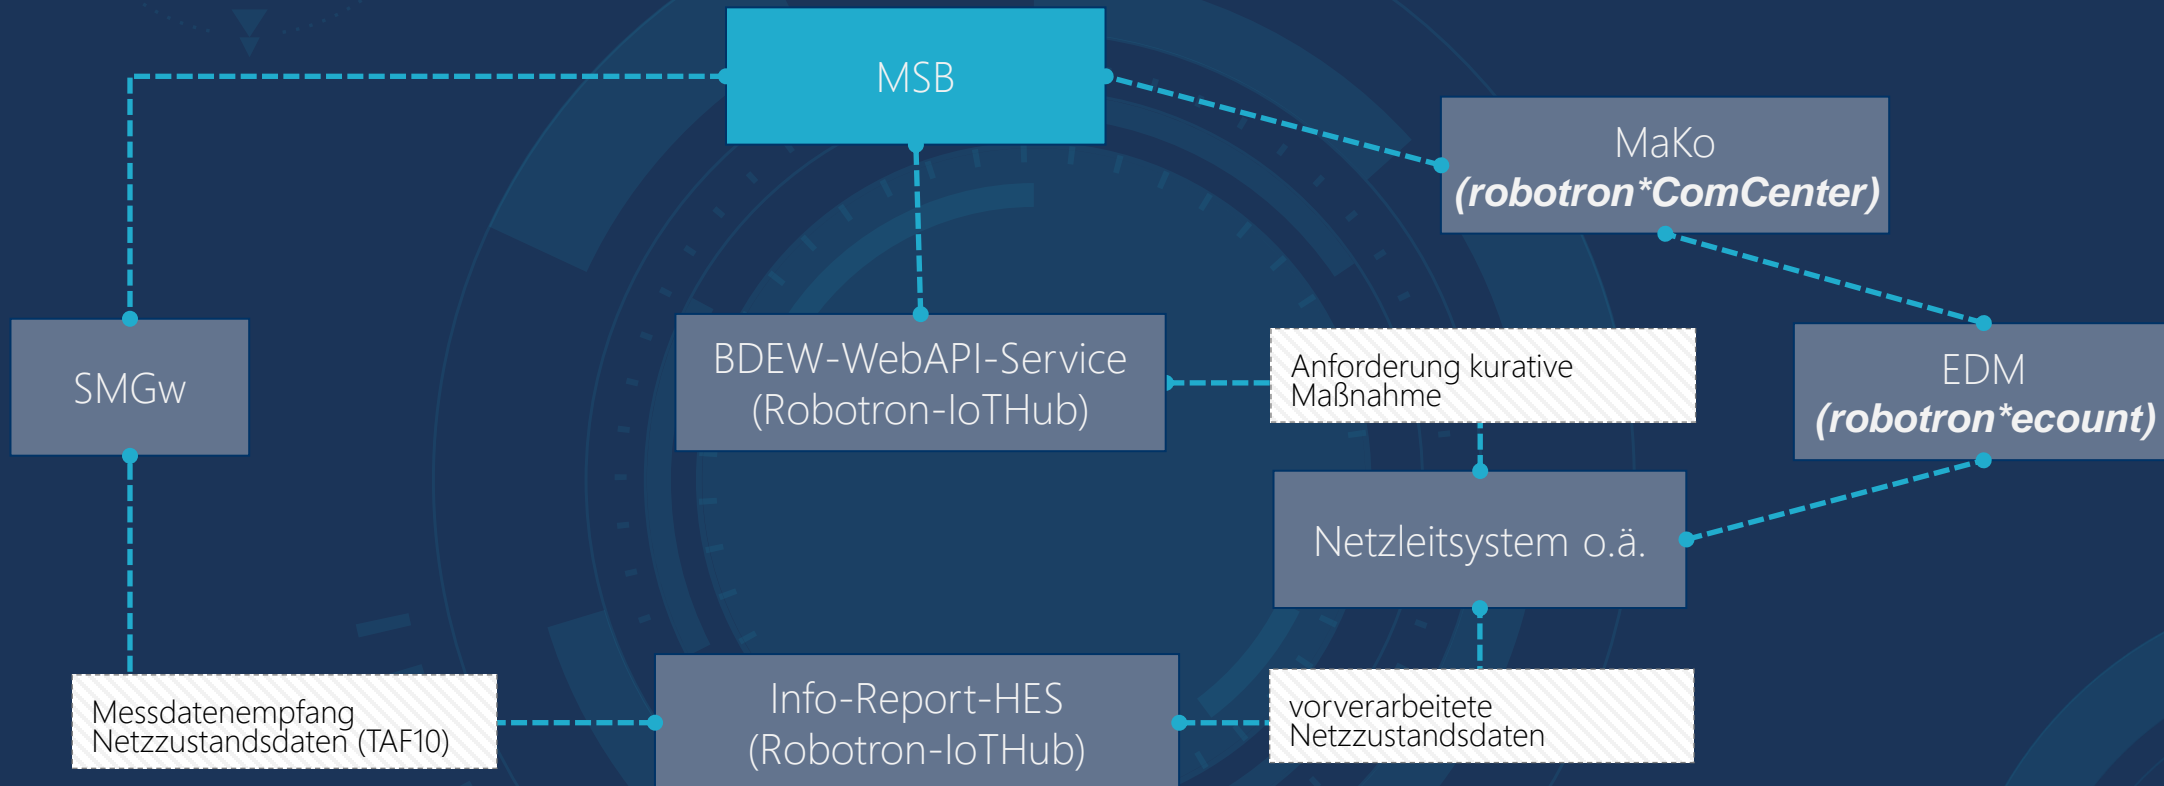 MSB
MaKo
(robotron*ComCenter)
SMGw
BDEW-WebAPI-Service
(Robotron-IoTHub)
Anforderung kurative
Maßnahme
EDM
(robotron*ecount)
Netzleitsystem o.ä.
Messdatenempfang
Netzzustandsdaten (TAF10)
Info-Report-HES
(Robotron-IoTHub)
vorverarbeitete
Netzzustandsdaten